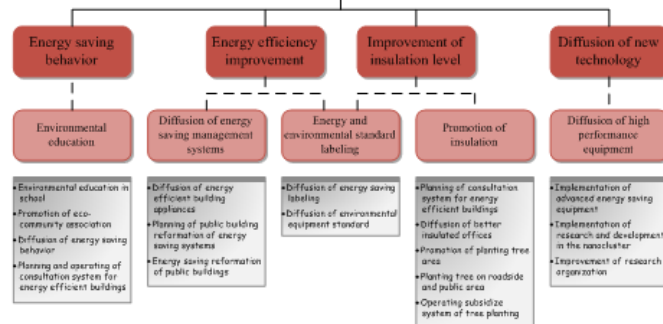 Energy saving
behavior
Energy efficiency
improvement
Improvement of
insulation level
Diffusion of new
technology
Environmental
education
Diffusion of energy
saving management
systems
Energy and
environmental standard
labeling
Promotion of
insulation
Diffusion of high
performance
equipment
•Environmental education in
school
•Promotion of eco-
community association
•Diffusion of energy saving
behavior
•Planning and operating of
consultation system for
energy efficient buildings
•Diffusion of energy
efficient building
appliances
•Planning of public building
reformation of energy
saving systems
•Energy saving reformation
of public buildings
•Diffusion of energy saving
labeling
•Diffusion of environmental
equipment standard
•Planning of consultation
system for energy
efficient buildings
•Diffusion of better
insulated offices
•Promotion of planting tree
area
•Planting tree on roadside
and public area
•Operating subsidize
system of tree planting
•Implementation of
advanced energy saving
equipment
•Implementation of
research and development
in the nanocluster
•Improvement of research
organization